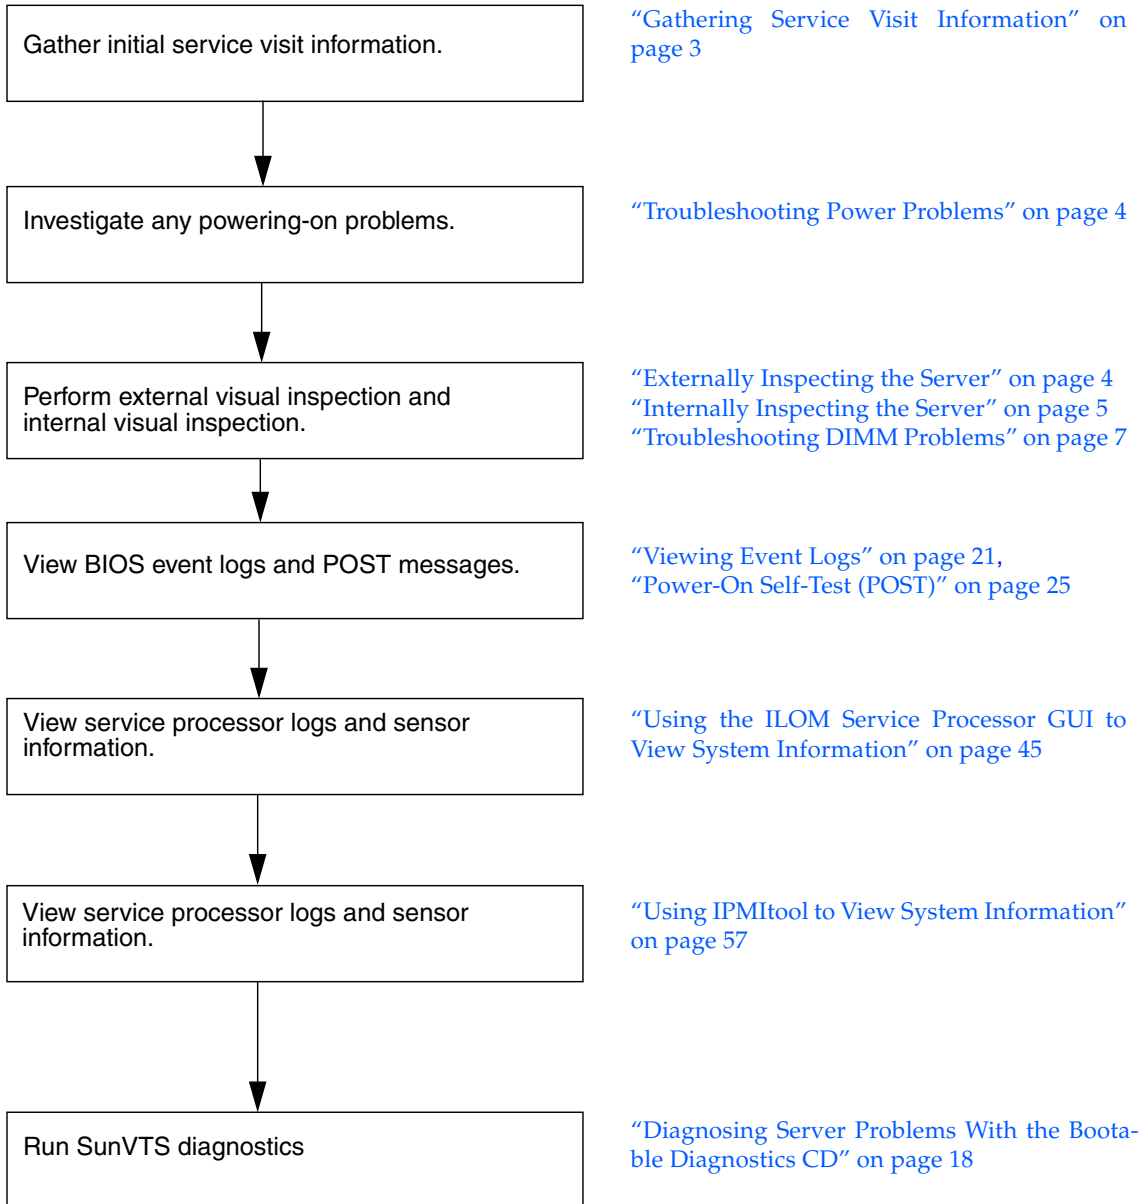 Gather initial service visit information.
“Gathering Service Visit Information” on
page 3
Investigate any powering-on problems.
“Troubleshooting Power Problems” on page 4
Perform external visual inspection and
internal visual inspection.
“Externally Inspecting the Server” on page 4
“Internally Inspecting the Server” on page 5
“Troubleshooting DIMM Problems” on page 7
View BIOS event logs and POST messages.
“Viewing Event Logs” on page 21,
“Power-On Self-Test (POST)” on page 25
View service processor logs and sensor
information.
“Using the ILOM Service Processor GUI to
View System Information” on page 45
View service processor logs and sensor
information.
“Using IPMItool to View System Information”
on page 57
Run SunVTS diagnostics
“Diagnosing Server Problems With the Boota-
ble Diagnostics CD” on page 18